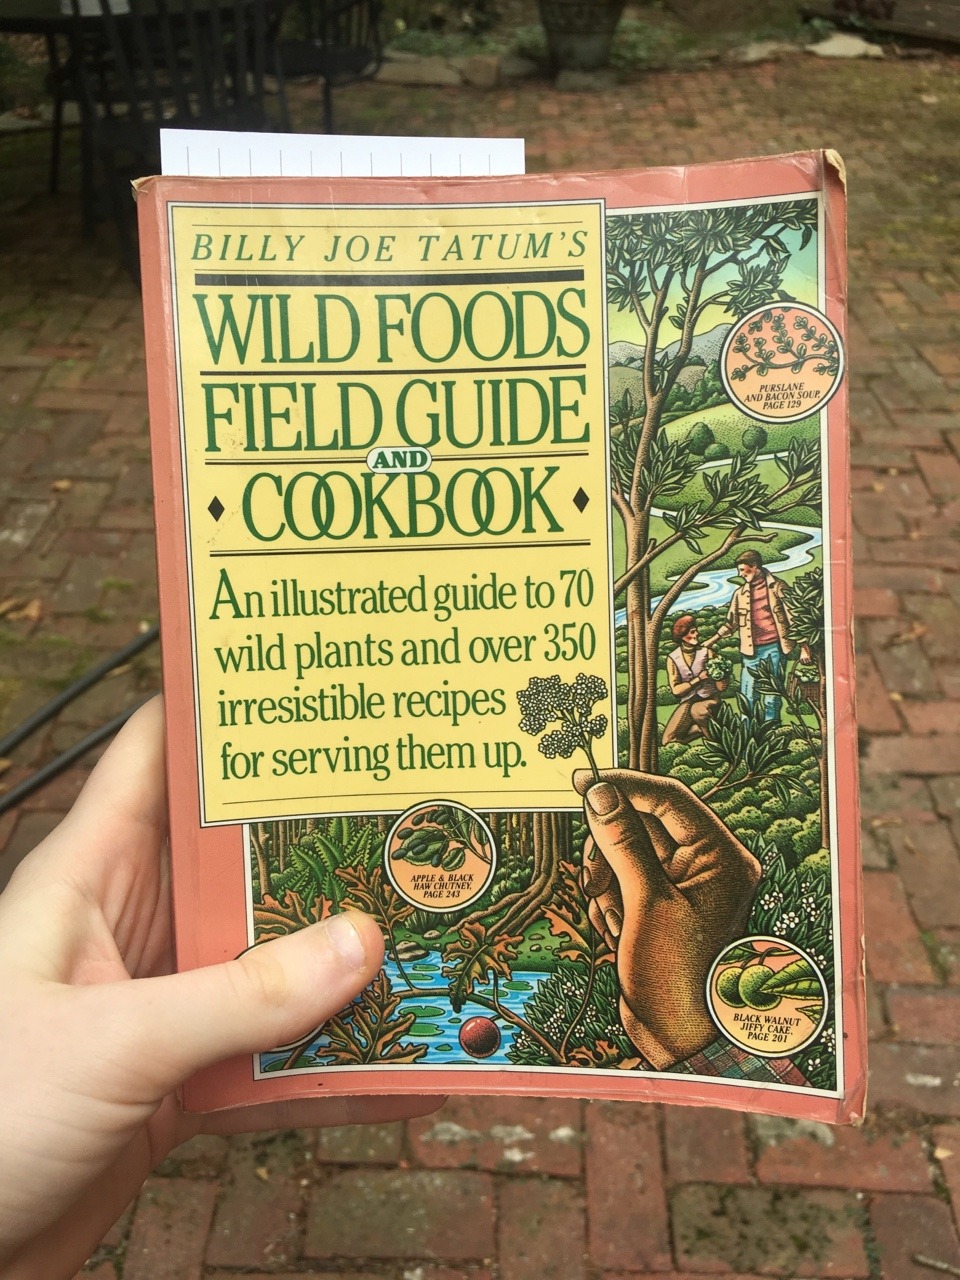 BILLY JOE TATUM'S
WILD FOODS
FIELD GUIDE
AND
COOKBOOK
An illustrated guide to 70
wild plants and over 350
irresistible recipes
for serving them up.
PURSLANE
AND BACON SOUP,
PAGE 129
APPLE & BLACK
HAW CHUTNEY,
PAGE 243
BLACK WALNUT
JIFFY CAKE,
PAGE 201